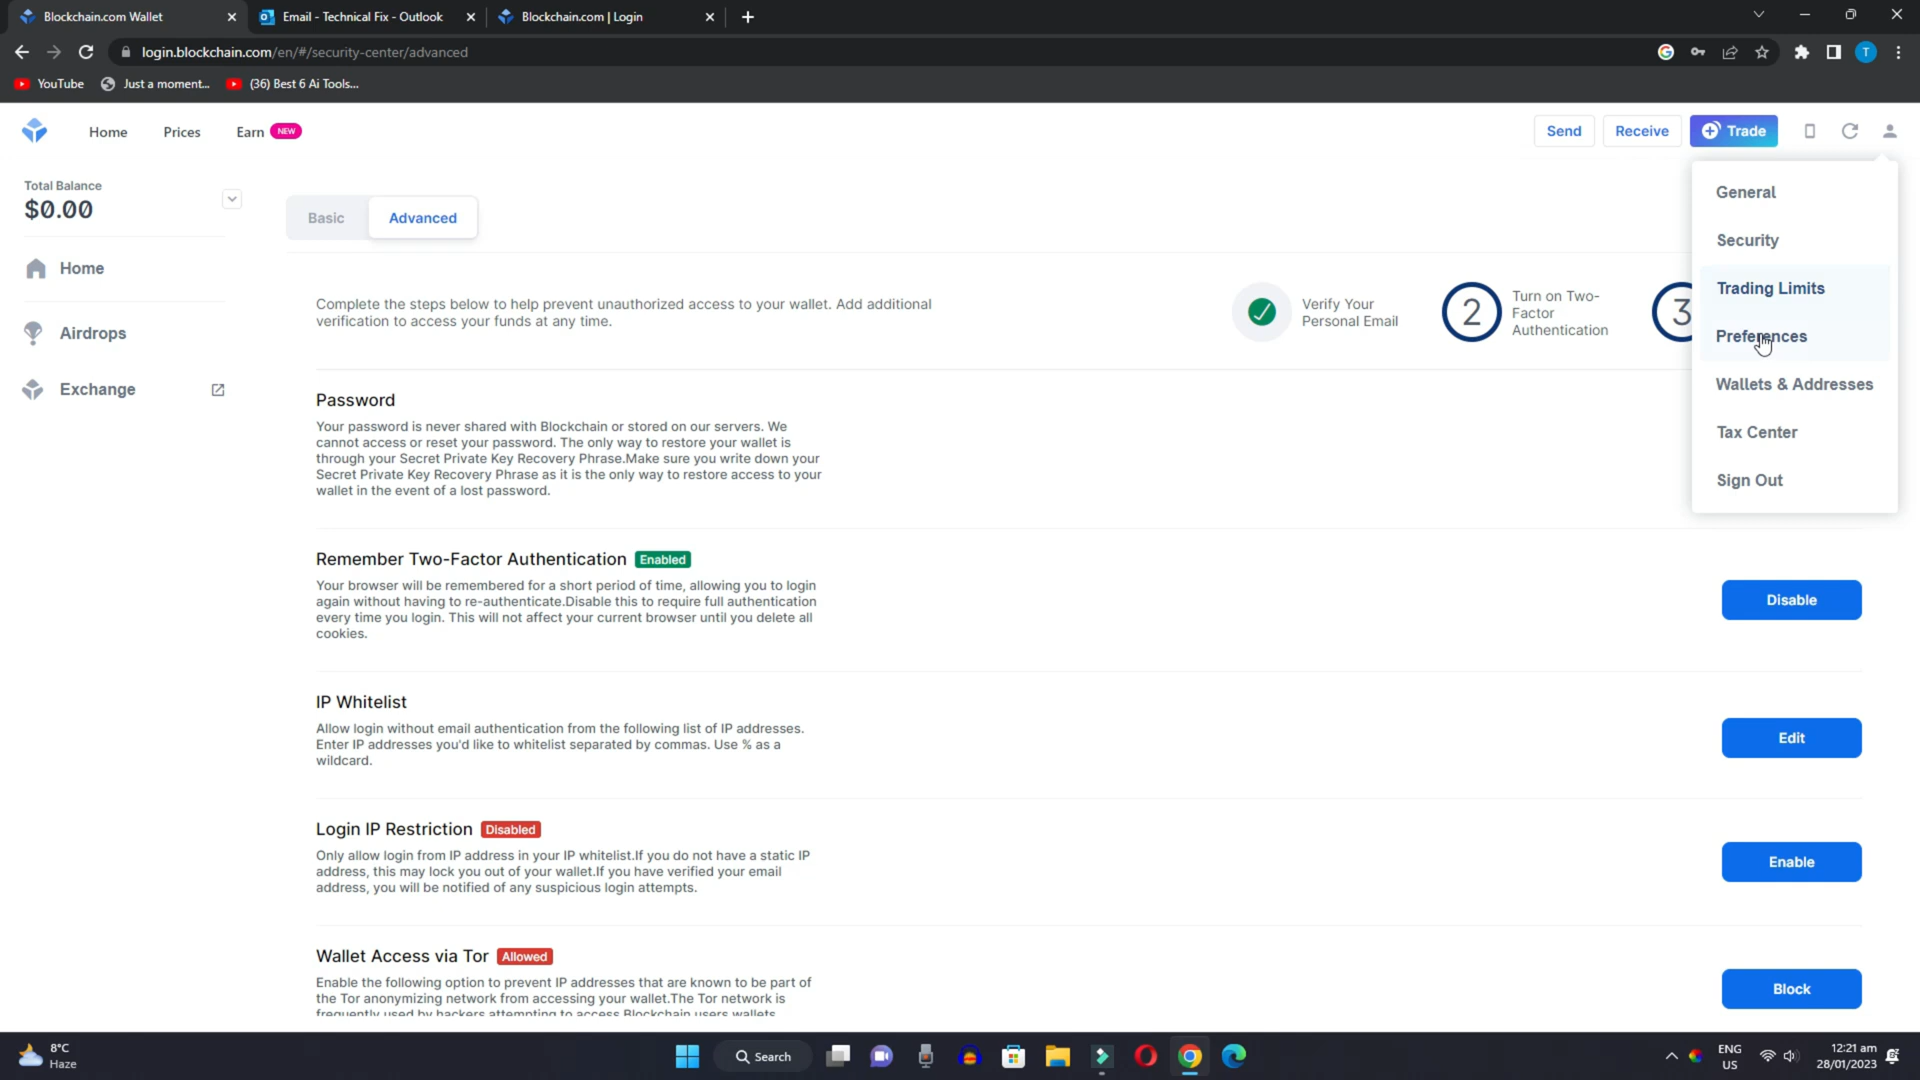 Blockchain.com Wallet
Email - Technical Fix - Outlook
Blockchain.com | Login
login.blockchain.com/en/#/security-center/advanced
T
YouTube
Just a moment...
(36) Best 6 Ai Tools...
Home
Prices
Earn NEW
Send
Receive
Trade
Total Balance
$0.00
Home
Airdrops
Exchange
Basic
Advanced
General
Security
Trading Limits
Preferences
Wallets & Addresses
Tax Center
Sign Out
Complete the steps below to help prevent unauthorized access to your wallet. Add additional
verification to access your funds at any time.
Verify Your
Personal Email
2
Turn on Two-
Factor
Authentication
3
Password
Your password is never shared with Blockchain or stored on our servers. We
cannot access or reset your password. The only way to restore your wallet is
through your Secret Private Key Recovery Phrase.Make sure you write down your
Secret Private Key Recovery Phrase as it is the only way to restore access to your
wallet in the event of a lost password.
Remember Two-Factor Authentication Enabled
Your browser will be remembered for a short period of time, allowing you to login
again without having to re-authenticate.Disable this to require full authentication
every time you login. This will not affect your current browser until you delete all
cookies.
Disable
IP Whitelist
Allow login without email authentication from the following list of IP addresses.
Enter IP addresses you'd like to whitelist separated by commas. Use % as a
wildcard.
Edit
Login IP Restriction Disabled
Only allow login from IP address in your IP whitelist.If you do not have a static IP
address, this may lock you out of your wallet.If you have verified your email
address, you will be notified of any suspicious login attempts.
Enable
Wallet Access via Tor Allowed
Enable the following option to prevent IP addresses that are known to be part of
the Tor anonymizing network from accessing your wallet.The Tor network is
frequently used by hackers attempting to access Blockchain users wallets
Block
8°C
Haze
Search
ENG
US
12:21 am
28/01/2023